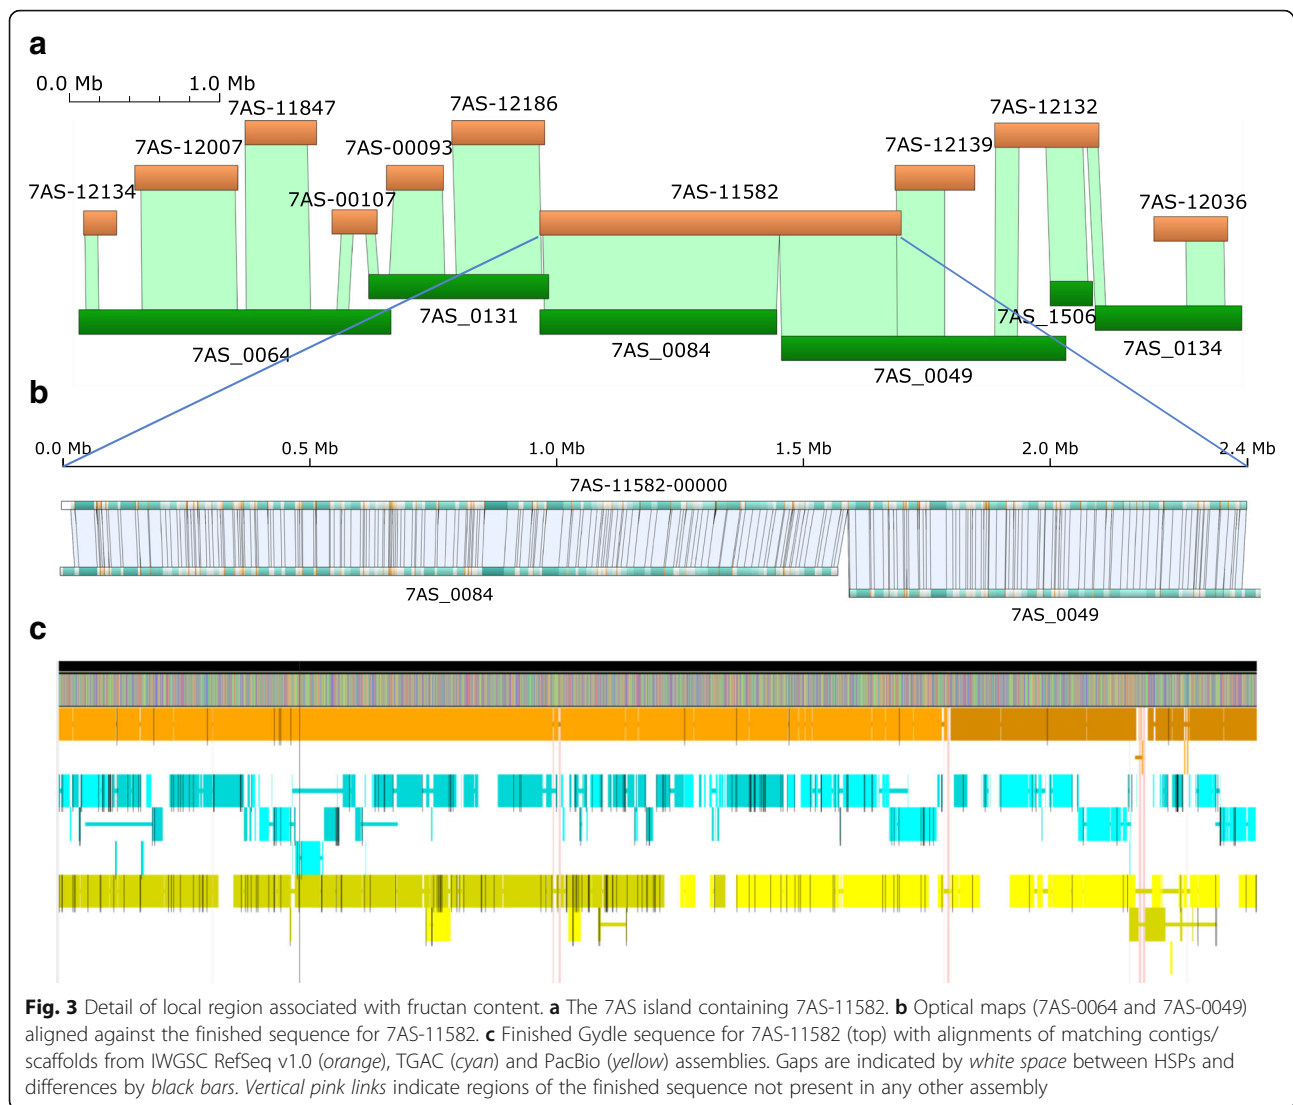 a
0.0 Mb 1.0 Mb
7AS-11847 7AS-12186 7AS-12132
7AS-12007 7AS-00093 7AS-12139
7AS-12134 7AS-00107 7AS-11582 7AS-12036
7AS_0131 7AS_1506
7AS_0064 7AS_0084 7AS_0134
7AS_0049
b
0.0 Mb 0.5 Mb 1.0 Mb 1.5 Mb 2.0 Mb 2.4 Mb
7AS-11582-00000
7AS_0084
7AS_0049
c
Fig. 3 Detail of local region associated with fructan content. a The 7AS island containing 7AS-11582. b Optical maps (7AS-0064 and 7AS-0049)
aligned against the finished sequence for 7AS-11582. c Finished Gydle sequence for 7AS-11582 (top) with alignments of matching contigs/
scaffolds from IWGSC RefSeq v1.0 (orange), TGAC (cyan) and PacBio (yellow) assemblies. Gaps are indicated by white space between HSPs and
differences by black bars. Vertical pink links indicate regions of the finished sequence not present in any other assembly